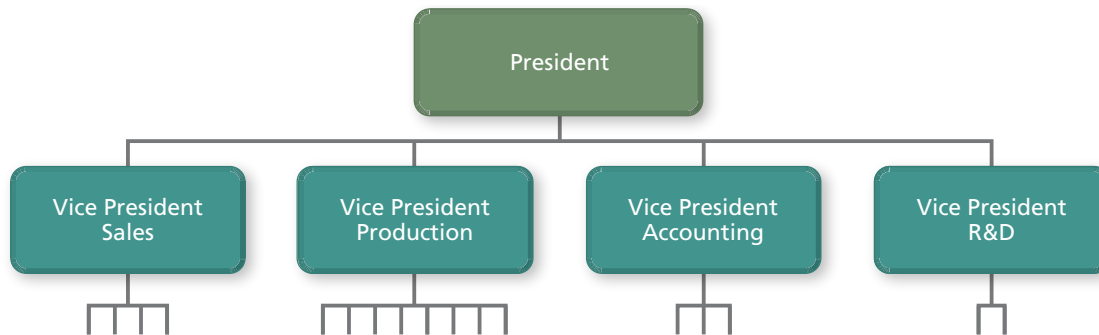 President
Vice President
Sales
Vice President
Production
Vice President
Accounting
Vice President
R&D